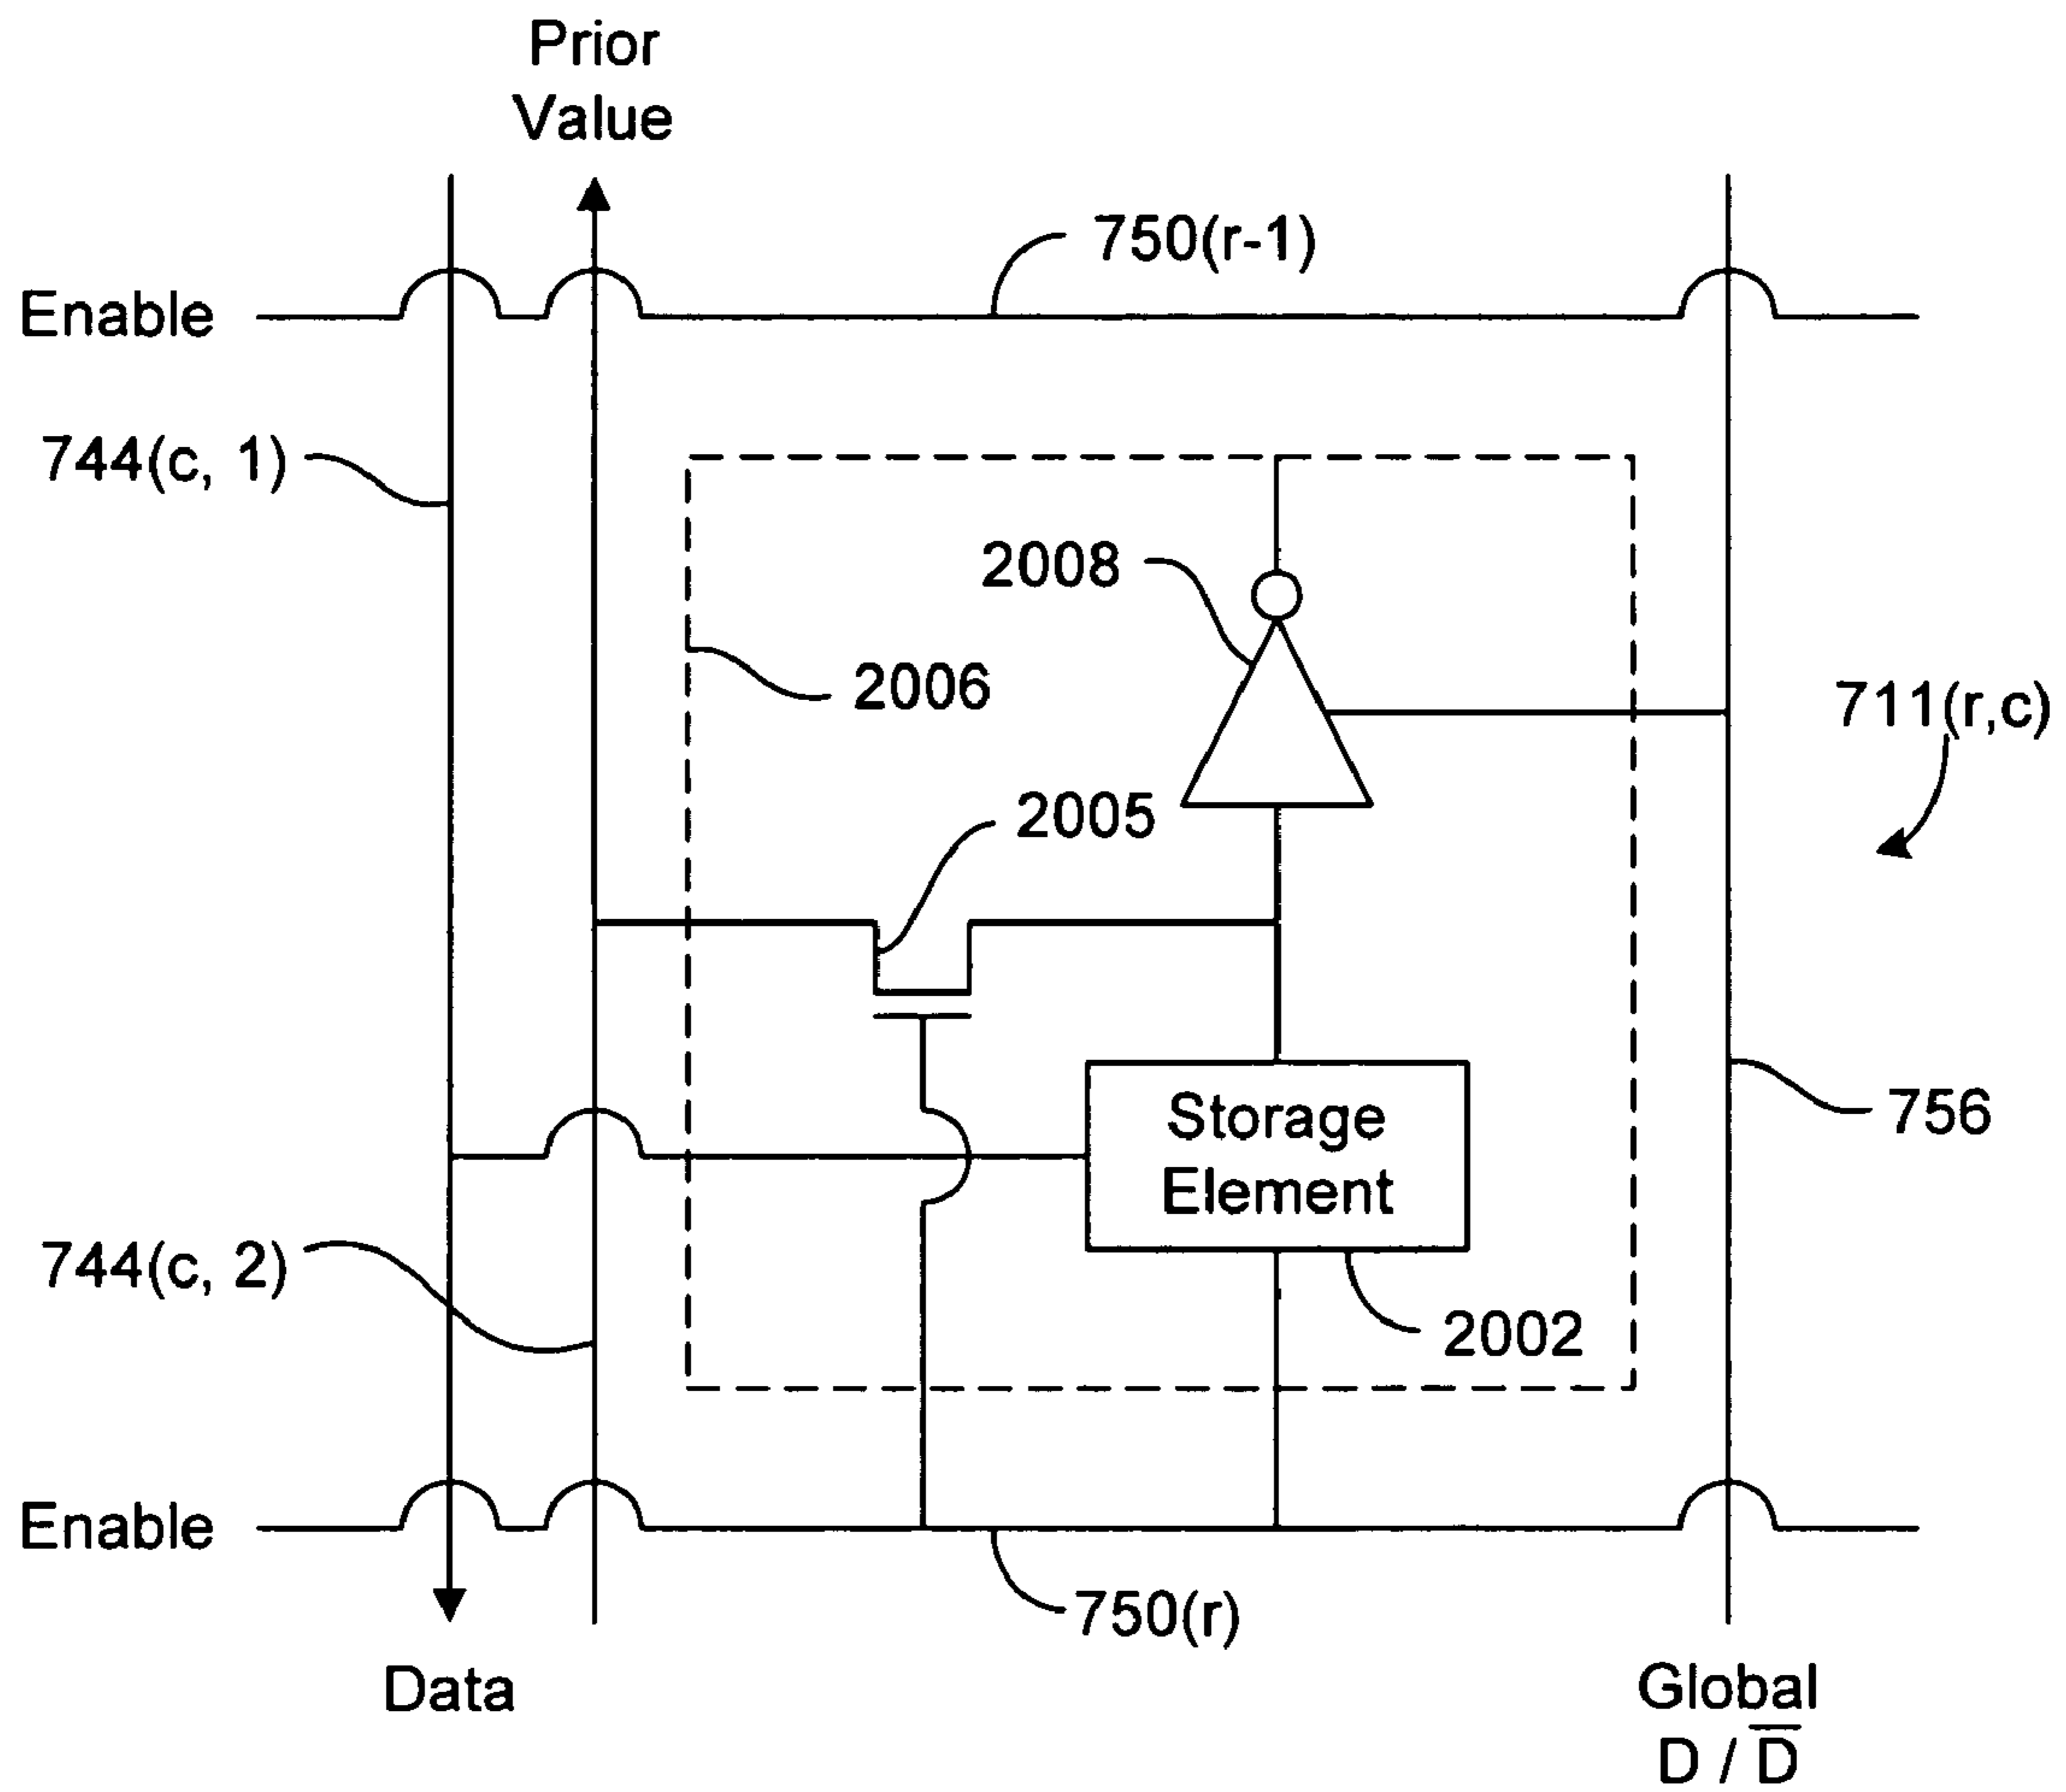 Prior
Value
750(r-1)
Enable
744(c, 1)
2008
2006
711(r,c)
2005
756
Storage
Element
744(c, 2)
2002
Enable
750(r)
Data
Global
D / D̅